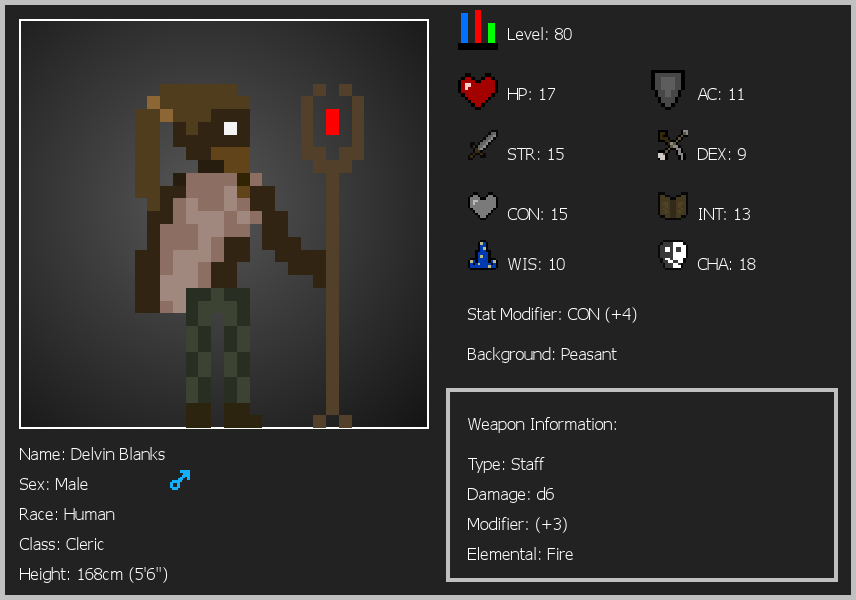 Level: 80
HP: 17
AC: 11
STR: 15
DEX: 9
CON: 15
INT: 13
WIS: 10
CHA: 18
Stat Modifier: CON (+4)
Background: Peasant
Weapon Information:
Type: Staff
Damage: d6
Modifier: (+3)
Elemental: Fire
Name: Delvin Blanks
Sex: Male
Race: Human
Class: Cleric
Height: 168cm (5'6")